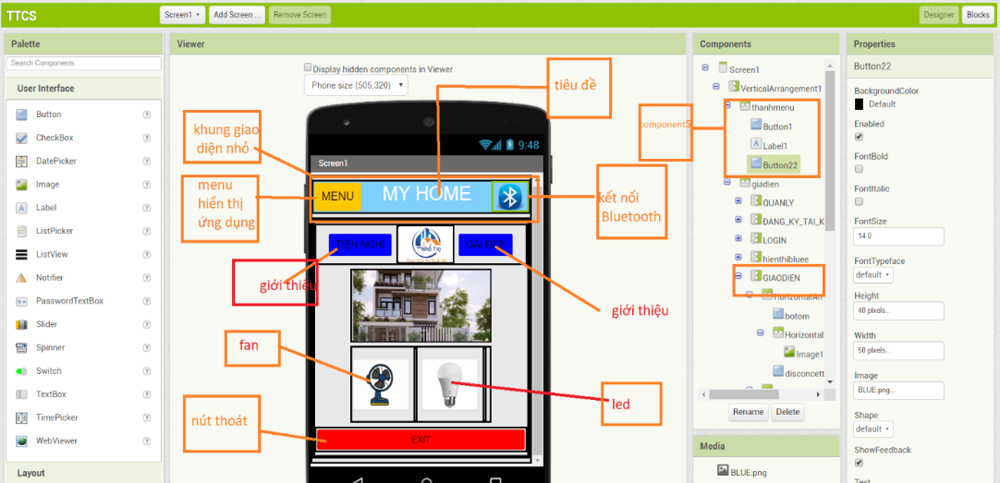 TTCS
Screen1
Add Screen ...
Remove Screen
Designer
Blocks
Palette
Search Components...
User Interface
Button
CheckBox
DatePicker
Image
Label
ListPicker
ListView
Notifier
PasswordTextBox
Slider
Spinner
Switch
TextBox
TimePicker
WebViewer
Layout
Viewer
Display hidden components in Viewer
Phone size (505,320)
tiêu đề
khung giao
diện nhỏ
menu
hiển thị
ứng dụng
9:48
Screen1
MENU
MY HOME
kết nối
Bluetooth
TIỆN NGHI
Nhà Trọ
giới thiêu
giới thiệu
fan
led
nút thoát
EXIT
Components
Screen1
VerticalArrangement1
thanhmenu
componentS
Button1
Label1
Button22
giadien
QUANLY
ĐANG_KY_TAI_K
LOGIN
hienthibluee
GIAODIEN
HorizontalArr
botom
Horizontal
Image1
disconcett
Rename
Delete
Media
BLUE.png
Properties
Button22
BackgroundColor
Default
Enabled
FontBold
FontItalic
FontSize
14.0
FontTypeface
default
Height
40 pixels...
Width
50 pixels...
Image
BLUE.png...
Shape
default
ShowFeedback
Text